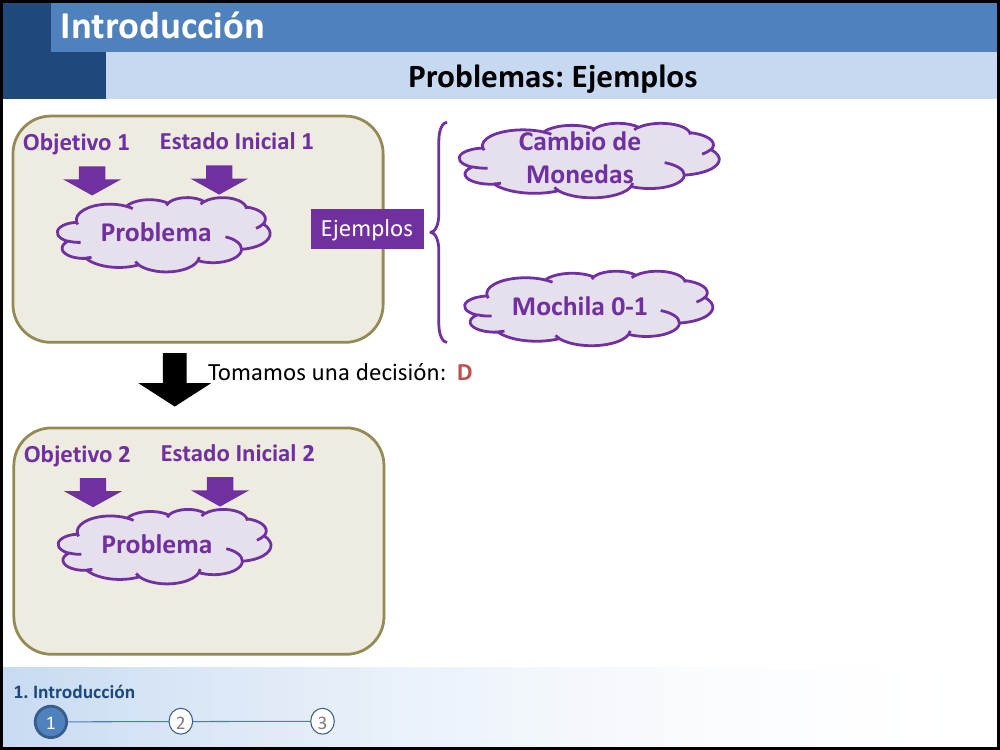 Introducción
Problemas: Ejemplos
Objetivo 1
Estado Inicial 1
Problema
Ejemplos
Cambio de
Monedas
Mochila 0-1
Tomamos una decisión: D
Objetivo 2
Estado Inicial 2
Problema
1. Introducción
1
2
3